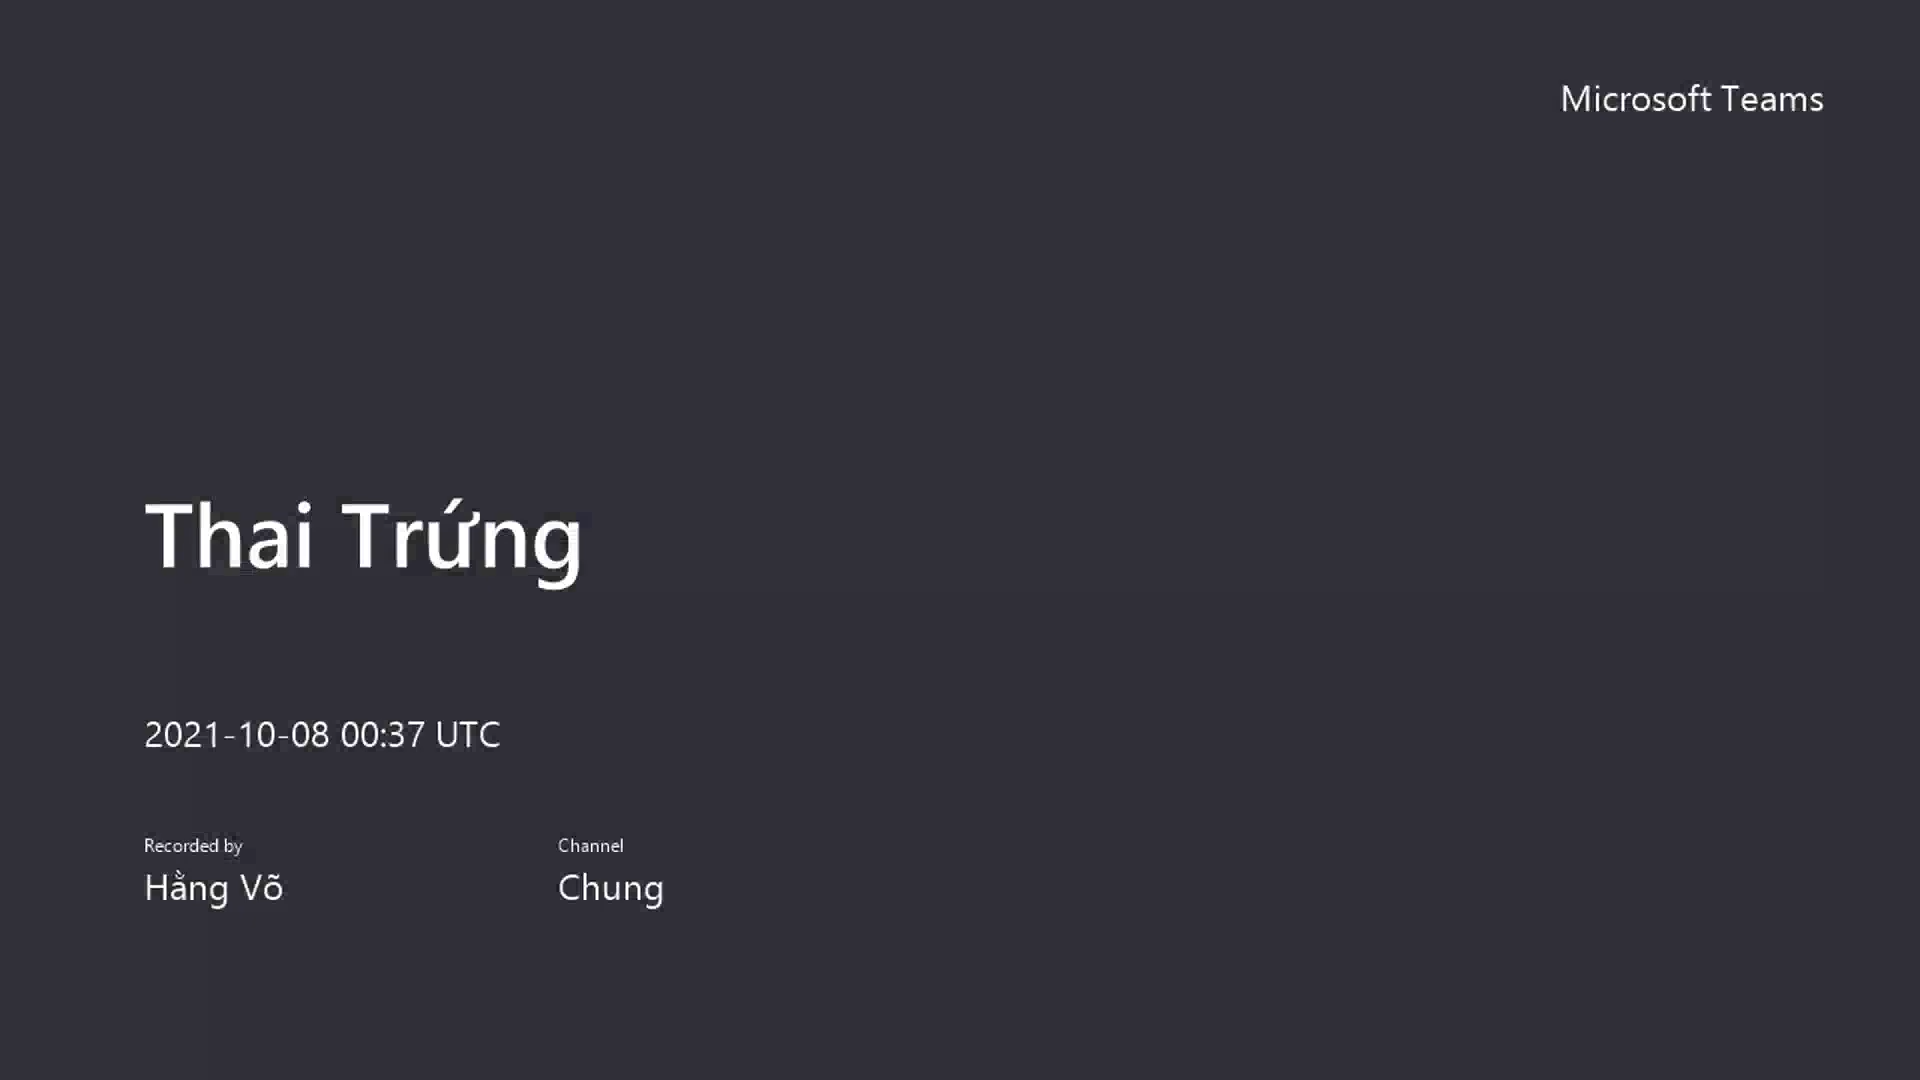 Microsoft Teams
Thai Trứng
2021-10-08 00:37 UTC
Recorded by
Hằng Võ
Channel
Chung